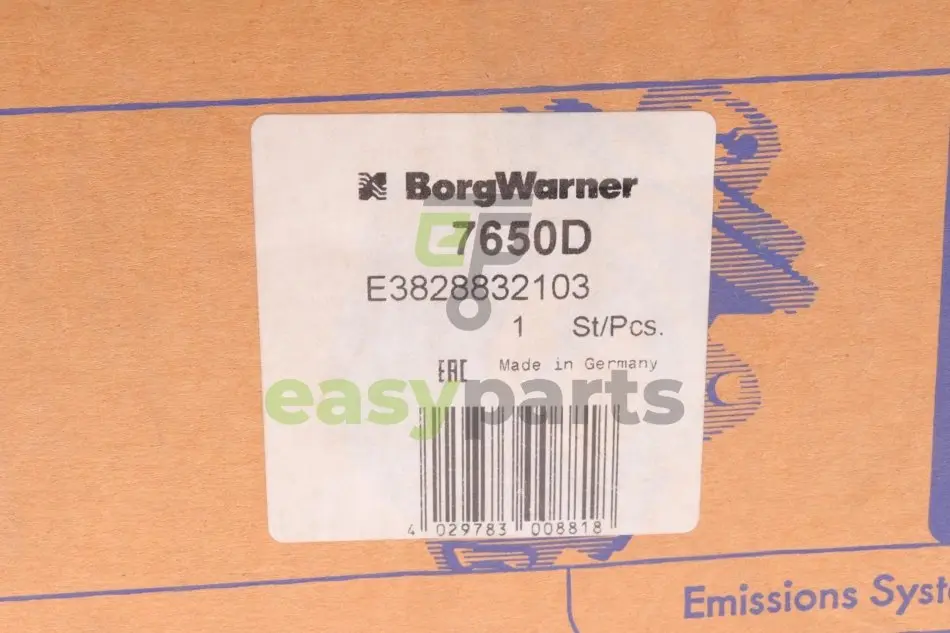 BorgWarner
7650D
E3828832103
1 St/Pcs.
EAC Made in Germany
easyparts
4 029783 008818
Emissions Syst